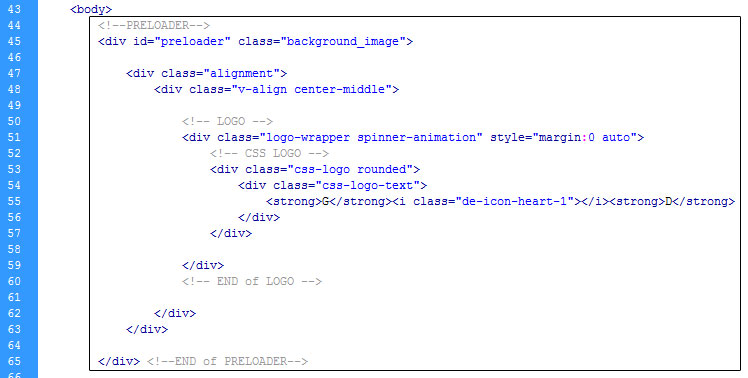 43 <body>
44 <!--PRELOADER-->
45 <div id="preloader" class="background_image">
46
47 <div class="alignment">
48 <div class="v-align center-middle">
49
50 <!-- LOGO -->
51 <div class="logo-wrapper spinner-animation" style="margin:0 auto">
52 <!-- CSS LOGO -->
53 <div class="css-logo rounded">
54 <div class="css-logo-text">
55 <strong>G</strong><i class="de-icon-heart-1"></i><strong>D</strong>
56 </div>
57 </div>
58
59 </div>
60 <!-- END of LOGO -->
61
62 </div>
63 </div>
64
65 </div> <!--END of PRELOADER-->
66